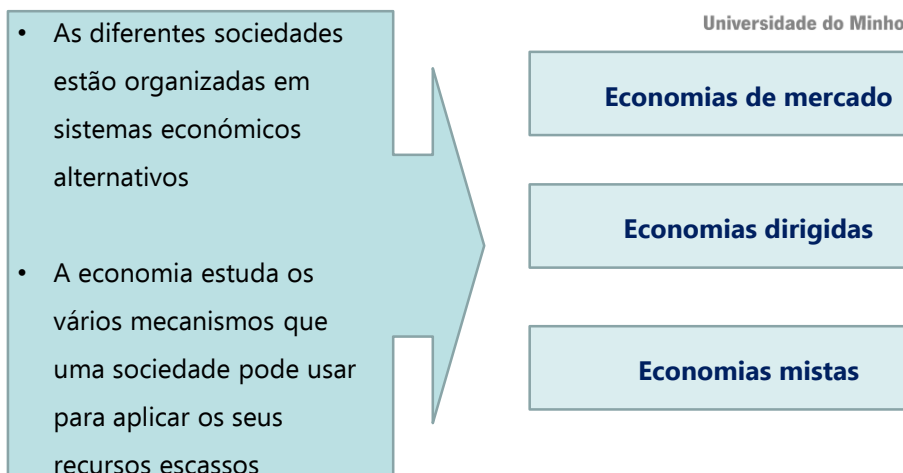 Universidade do Minho
• As diferentes sociedades
estão organizadas em
sistemas económicos
alternativos
• A economia estuda os
vários mecanismos que
uma sociedade pode usar
para aplicar os seus
recursos escassos
Economias de mercado
Economias dirigidas
Economias mistas